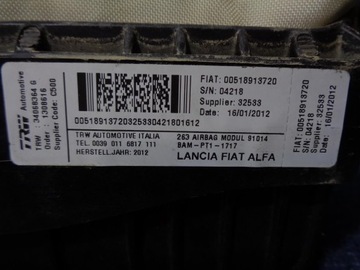 TRW
Automotive
TRW : 34068364 G
Order : 1308616
Supplier Code: C500
FIAT: 00518913720
S/N: 04218
Supplier: 32533
Date: 16/01/2012
00518913720325330421801612
TRW AUTOMOTIVE ITALIA
TEL. 0039 011 6817 111
HERSTELLJAHR: 2012
263 AIRBAG MODUL 91014
BAM-PT1-1717
LANCIA FIAT ALFA
FIAT: 00518913720
S/N: 04218
Supplier: 32533
Date: 16/01/2012